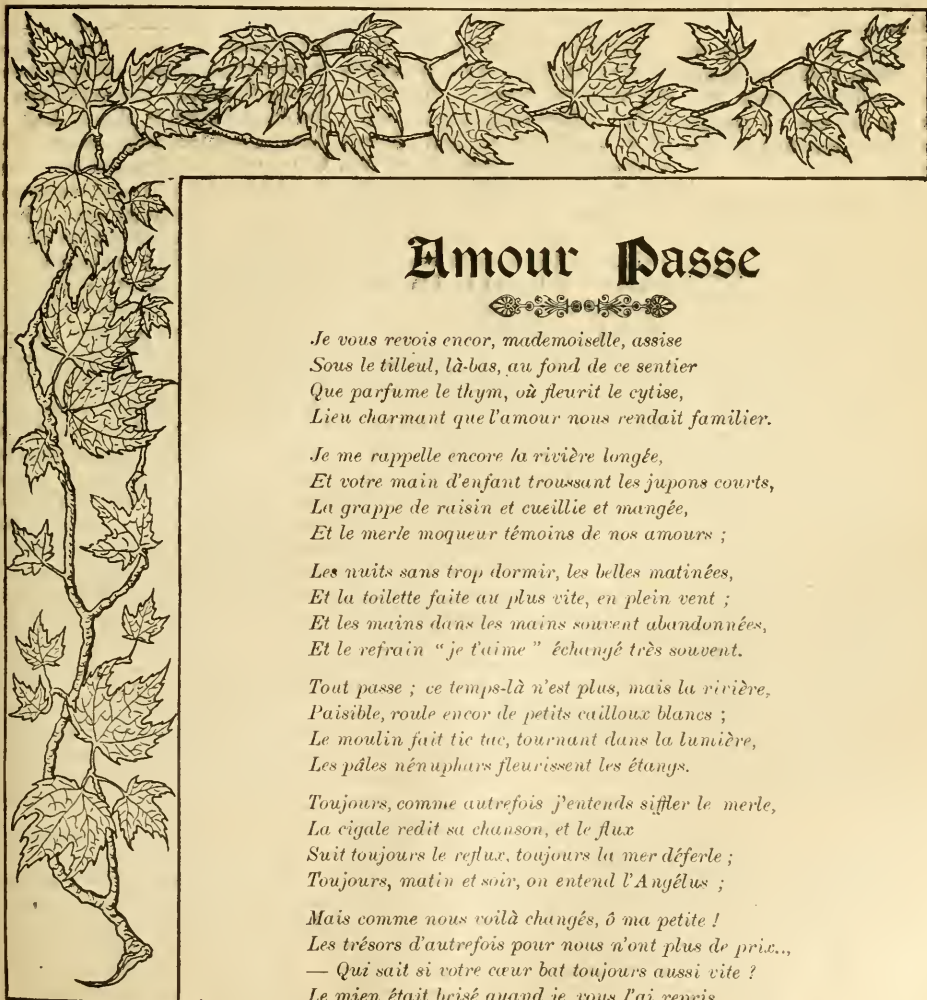 Amour Passe
Je vous revois encor, mademoiselle, assise
Sous le tilleul, là-bas, au fond de ce sentier
Que parfume le thym, où fleurit le cytise,
Lieu charmant que l'amour nous rendait familier.
Je me rappelle encore la rivière longée,
Et votre main d'enfant troussant les jupons courts,
La grappe de raisin et cueillie et mangée,
Et le merle moqueur témoins de nos amours ;
Les nuits sans trop dormir, les belles matinées,
Et la toilette faite au plus vite, en plein vent ;
Et les mains dans les mains souvent abandonnées,
Et le refrain “je t'aime” échangé très souvent.
Tout passe ; ce temps-là n'est plus, mais la rivière,
Paisible, roule encor de petits cailloux blancs ;
Le moulin fait tic tac, tournant dans la lumière,
Les pâles nénuphars fleurissent les étangs.
Toujours, comme autrefois j'entends siffler le merle,
La cigale redit sa chanson, et le flux
Suit toujours le reflux, toujours la mer déferle ;
Toujours, matin et soir, on entend l'Angélus ;
Mais comme nous voilà changés, ô ma petite !
Les trésors d'autrefois pour nous n'ont plus de prix..,
— Qui sait si votre cœur bat toujours aussi vite ?
Le mien était brisé quand je vous l'ai repris